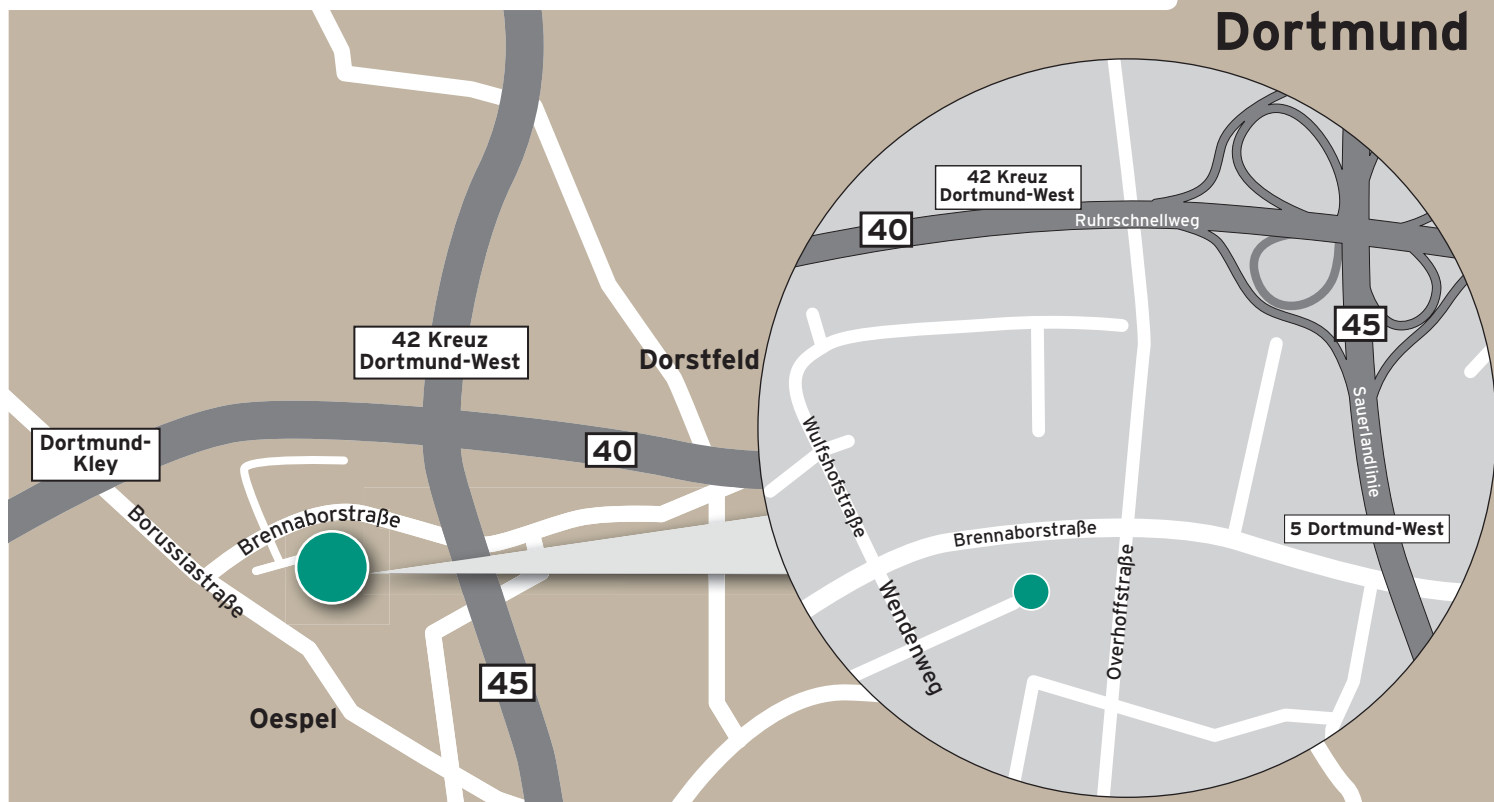 Dortmund
42 Kreuz
Dortmund-West
Ruhrschnellweg
40
45
42 Kreuz
Dortmund-West
Dorstfeld
Sauerlandlinie
Dortmund-
Kley
40
Wulfshofstraße
Borussiastraße
Brennaborstraße
Brennaborstraße
5 Dortmund-West
Overhoffstraße
Wendenweg
45
Oespel